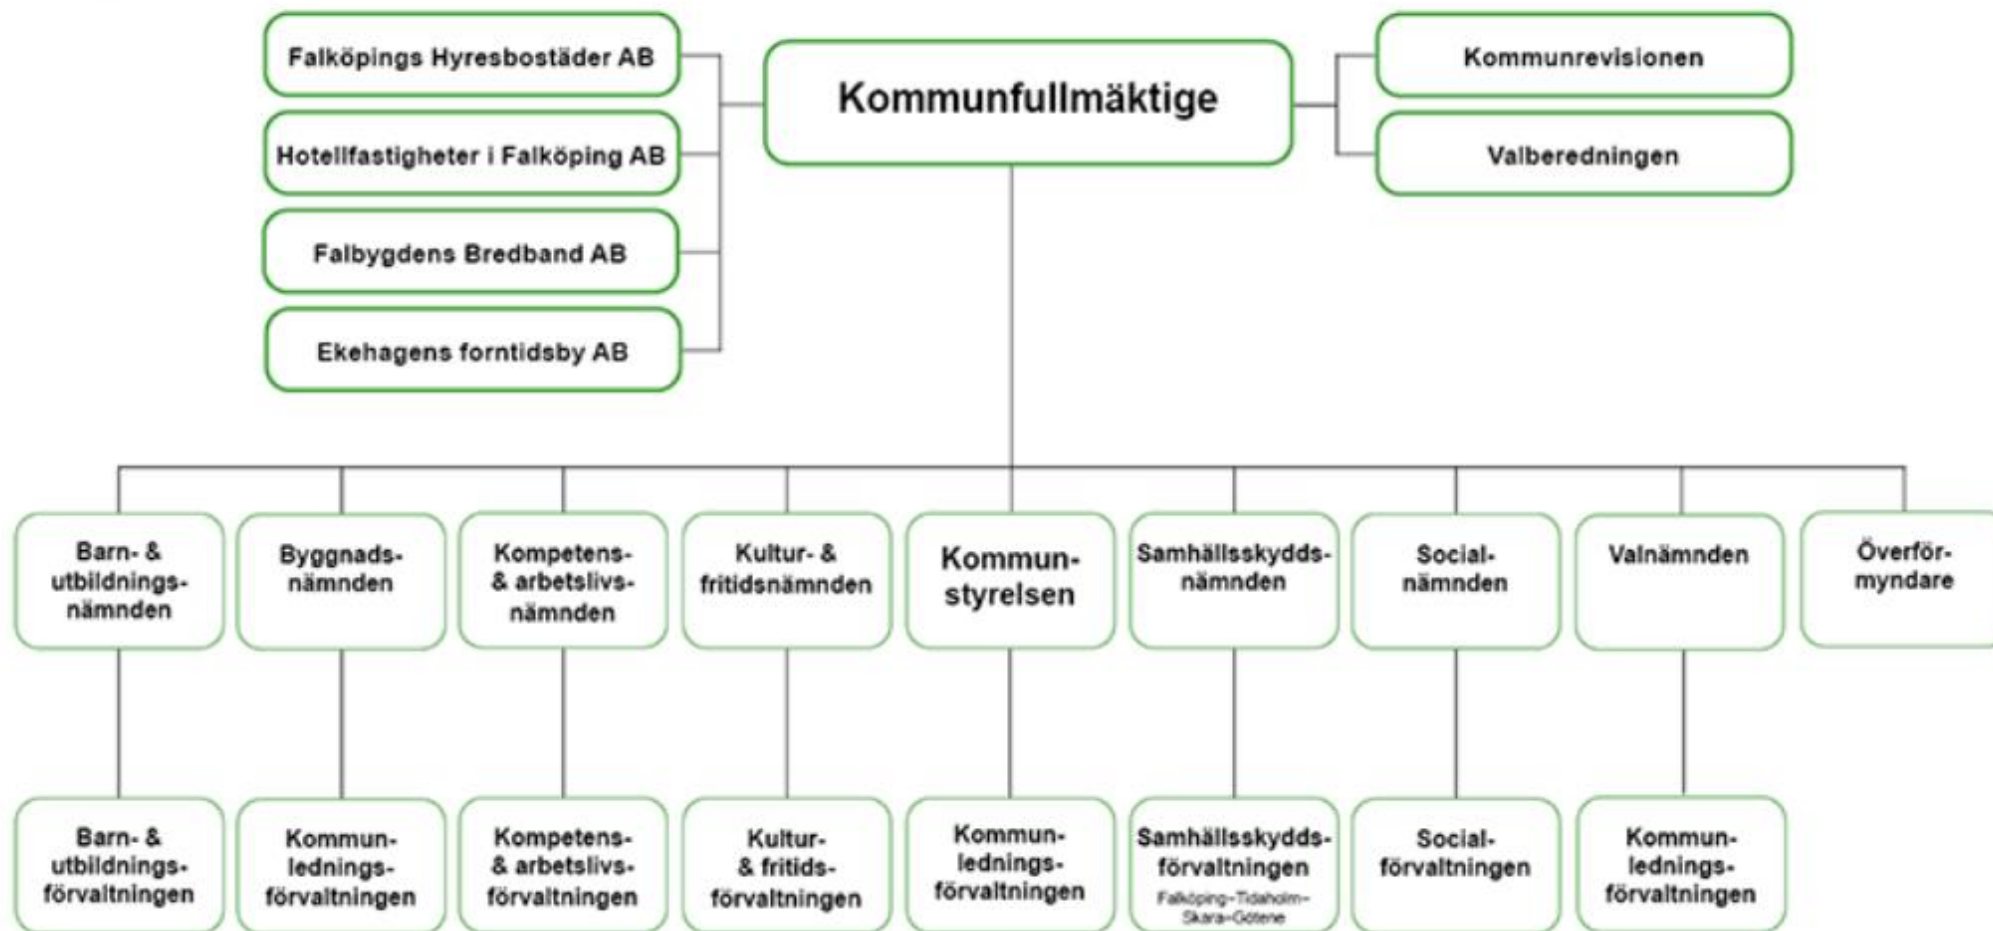 Falköpings Hyresbostäder AB
Hotellfastigheter i Falköping AB
Falbygdens Bredband AB
Ekehagens forntidsby AB
Kommunfullmäktige
Kommunrevisionen
Valberedningen
Barn- &
utbildnings-
nämnden
Byggnads-
nämnden
Kompetens-
& arbetslivs-
nämnden
Kultur- &
fritidsnämnden
Kommun-
styrelsen
Samhällsskydds-
nämnden
Social-
nämnden
Valnämnden
Överför-
myndare
Barn- &
utbildnings-
förvaltningen
Kommun-
lednings-
förvaltningen
Kompetens-
& arbetslivs-
förvaltningen
Kultur-
& fritids-
förvaltningen
Kommun-
lednings-
förvaltningen
Samhällsskydds-
förvaltningen
Falköping-Tidaholm-
Skara-Götene
Social-
förvaltningen
Kommun-
lednings-
förvaltningen